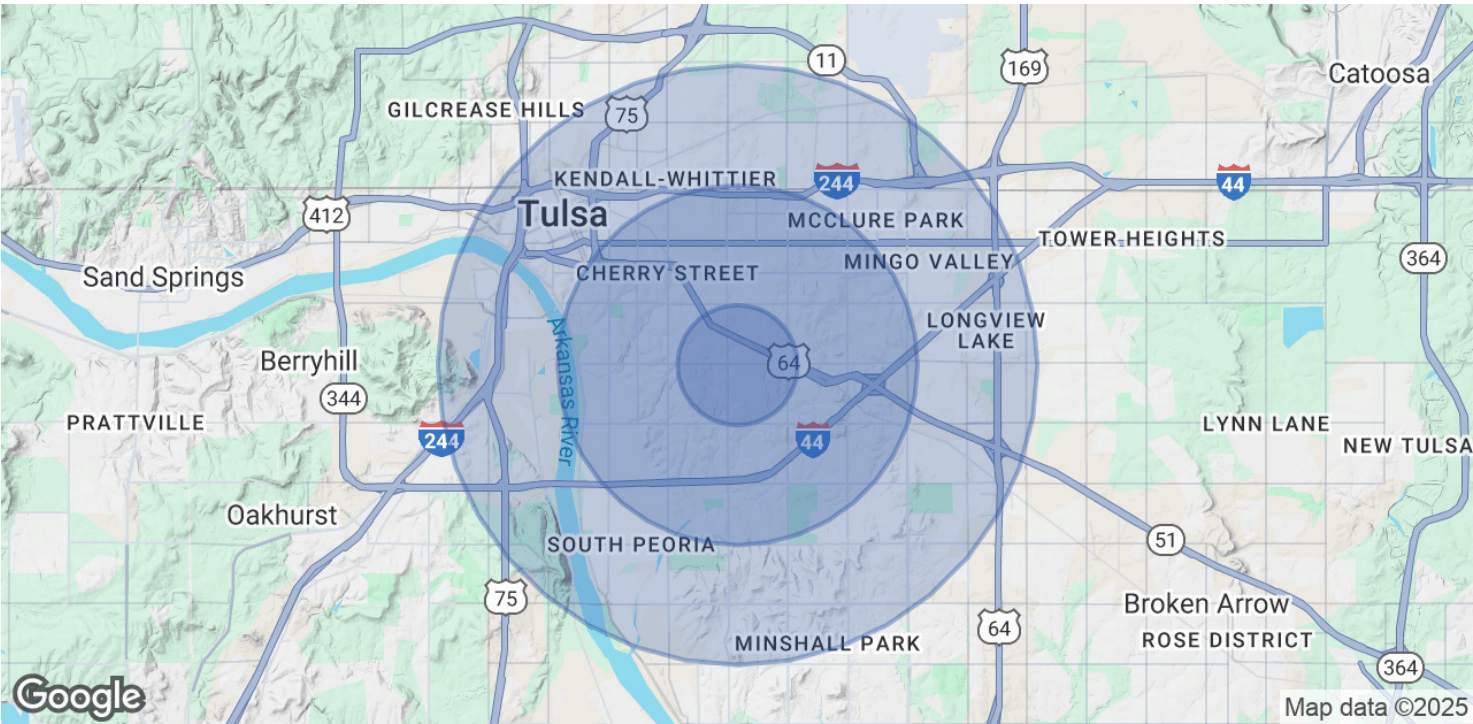 11
169
Catoosa
GILCREASE HILLS
75
KENDALL-WHITTIER
244
44
412
Tulsa
MCCLURE PARK
TOWER HEIGHTS
Sand Springs
CHERRY STREET
MINGO VALLEY
364
LONGVIEW
LAKE
Arkansas River
Berryhill
64
344
PRATTVILLE
LYNN LANE
244
44
NEW TULSA
Oakhurst
SOUTH PEORIA
51
75
Broken Arrow
64
MINSHALL PARK
ROSE DISTRICT
364
Google
Map data ©2025